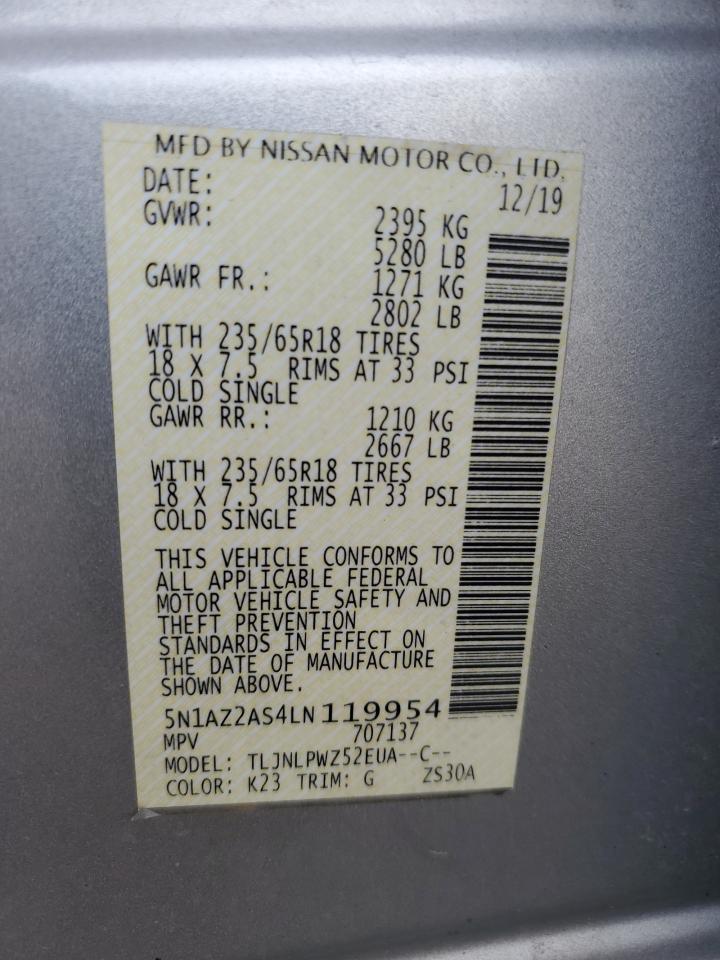 MFD BY NISSAN MOTOR CO., LTD.
DATE: 12/19
GVWR: 2395 KG
5280 LB
GAWR FR.: 1271 KG
2802 LB
WITH 235/65R18 TIRES
18 X 7.5 RIMS AT 33 PSI
COLD SINGLE
GAWR RR.: 1210 KG
2667 LB
WITH 235/65R18 TIRES
18 X 7.5 RIMS AT 33 PSI
COLD SINGLE
THIS VEHICLE CONFORMS TO
ALL APPLICABLE FEDERAL
MOTOR VEHICLE SAFETY AND
THEFT PREVENTION
STANDARDS IN EFFECT ON
THE DATE OF MANUFACTURE
SHOWN ABOVE.
5N1AZ2AS4LN119954
MPV 707137
MODEL: TLJNLPWZ52EUA--C--
COLOR: K23 TRIM: G ZS30A